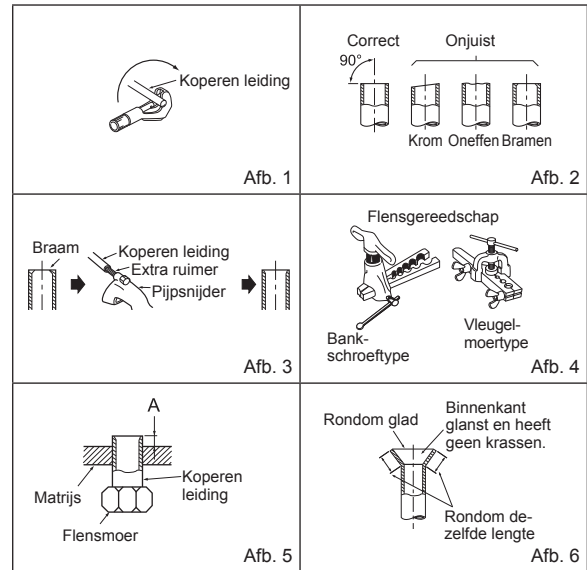 Koperen leiding
Afb. 1
Correct
Onjuist
90°
Krom Oneffen Bramen
Afb. 2
Braam
Koperen leiding
Extra ruimer
Pijpsnijder
Afb. 3
Flensgereedschap
Bank-
schroeftype
Vleugel-
moertype
Afb. 4
A
Matrijs
Koperen
leiding
Flensmoer
Afb. 5
Rondom glad
Binnenkant
glanst en heeft
geen krassen.
Rondom de-
zelfde lengte
Afb. 6